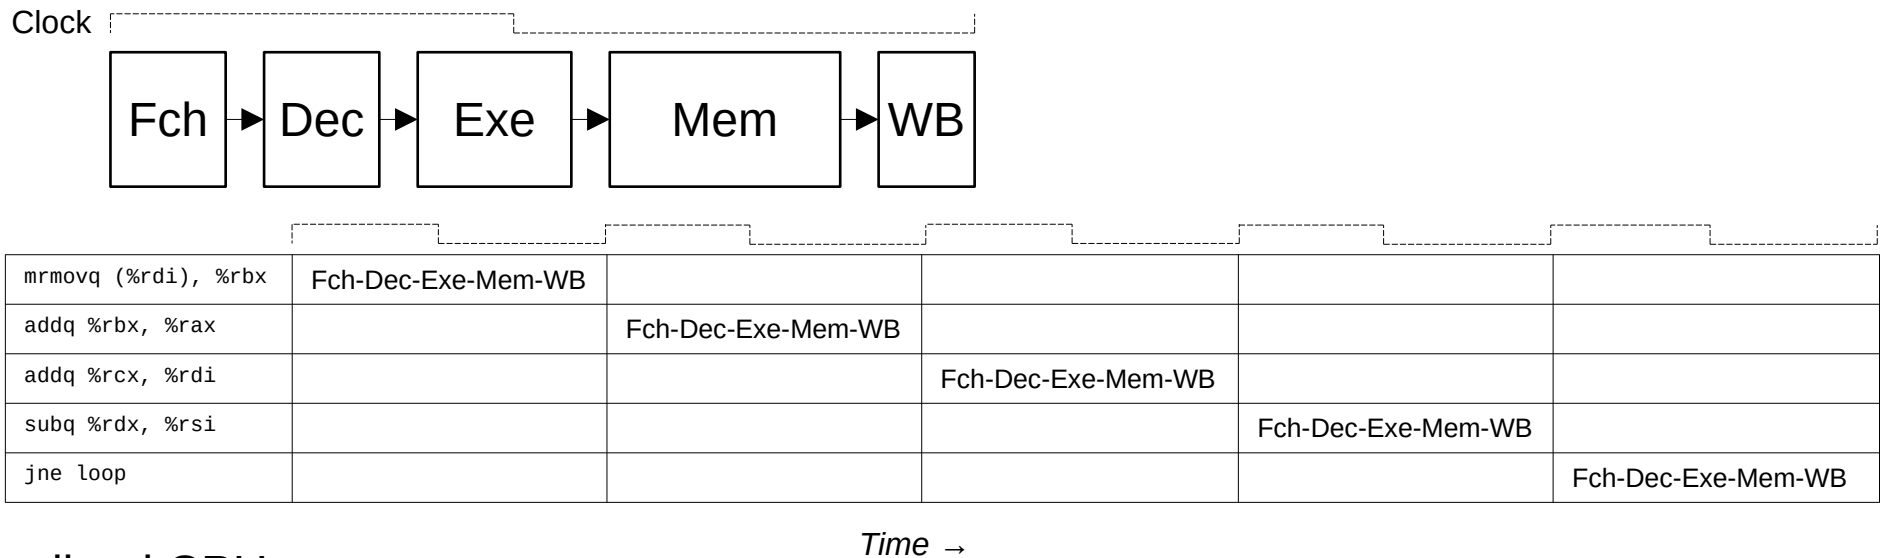 Clock
Fch Dec Exe Mem WB
mrmovq (%rdi), %rbx Fch-Dec-Exe-Mem-WB
addq %rbx, %rax Fch-Dec-Exe-Mem-WB
addq %rcx, %rdi Fch-Dec-Exe-Mem-WB
subq %rdx, %rsi Fch-Dec-Exe-Mem-WB
jne loop Fch-Dec-Exe-Mem-WB
Time →